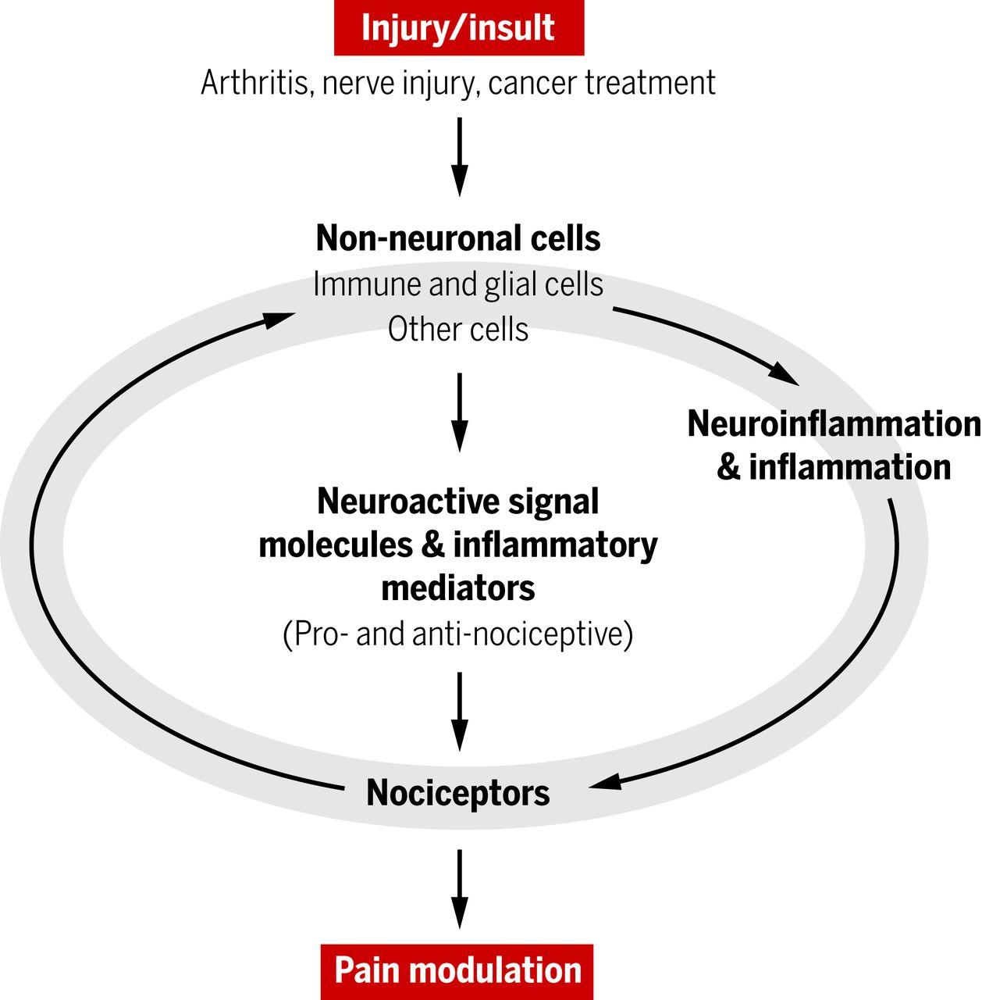 Injury/insult
Arthritis, nerve injury, cancer treatment
Non-neuronal cells
Immune and glial cells
Other cells
Neuroinflammation
& inflammation
Neuroactive signal
molecules & inflammatory
mediators
(Pro- and anti-nociceptive)
Nociceptors
Pain modulation